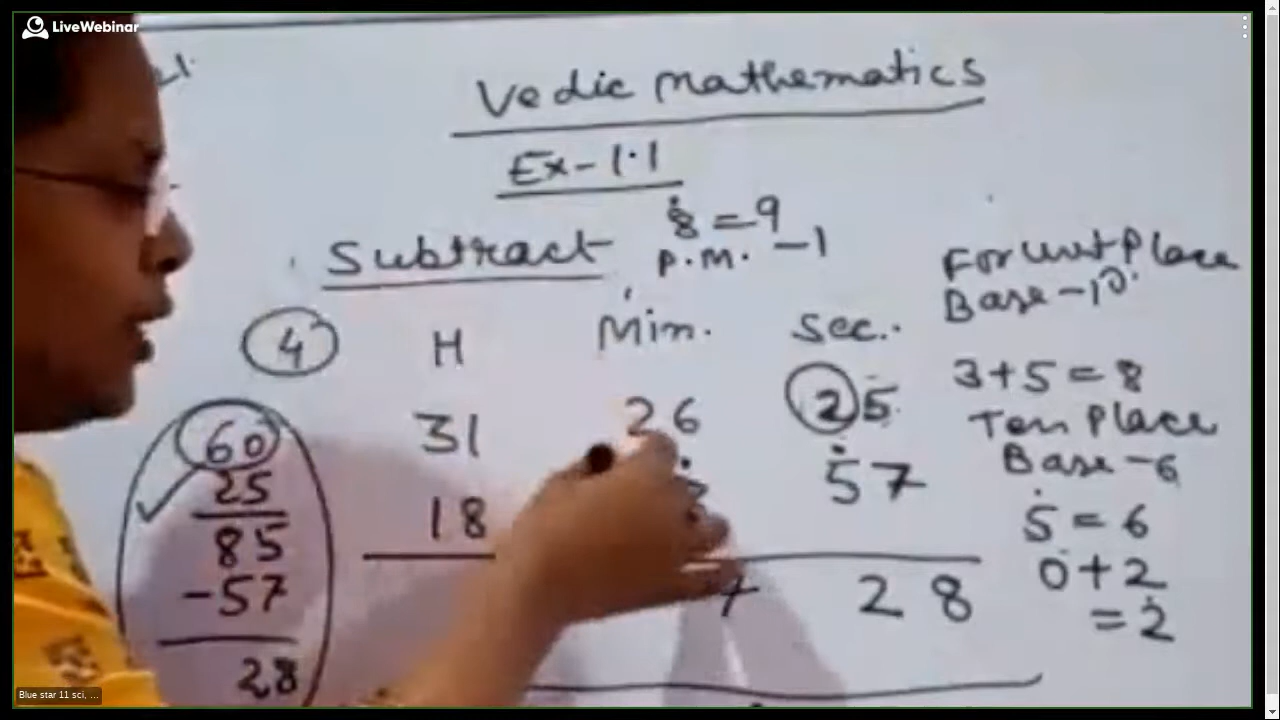 LiveWebinar
Vedic Mathematics
Ex-1.1
8̇ = 9
Subtract P.M. -1
For Unit Place
Base-10
4 H Min. Sec.
31 26 25
18 57
7 28
60
25
85
-57
28
3+5=8
Ten Place
Base-6
5̇ = 6
0+2
=2
Blue star 11 sci, ...